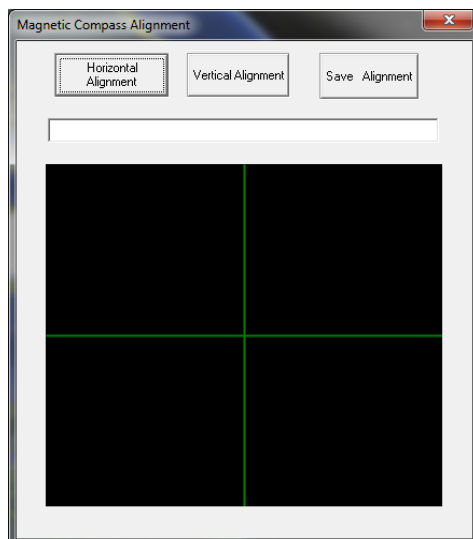 Magnetic Compass Alignment
Horizontal
Alignment
Vertical Alignment
Save Alignment